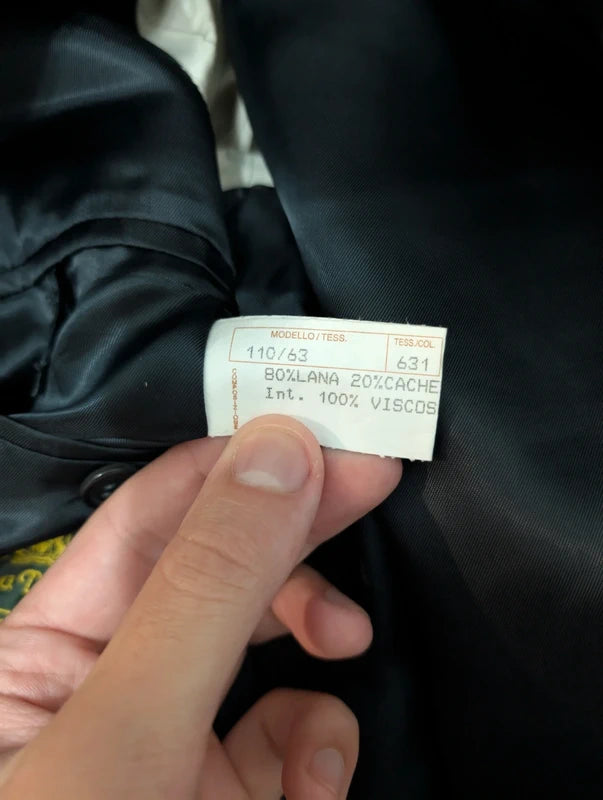 MODELLO/TESS.
TESS./COL.
110/63
631
COMPOSIZIONE
80%LANA 20%CACHE
Int. 100% VISCOS